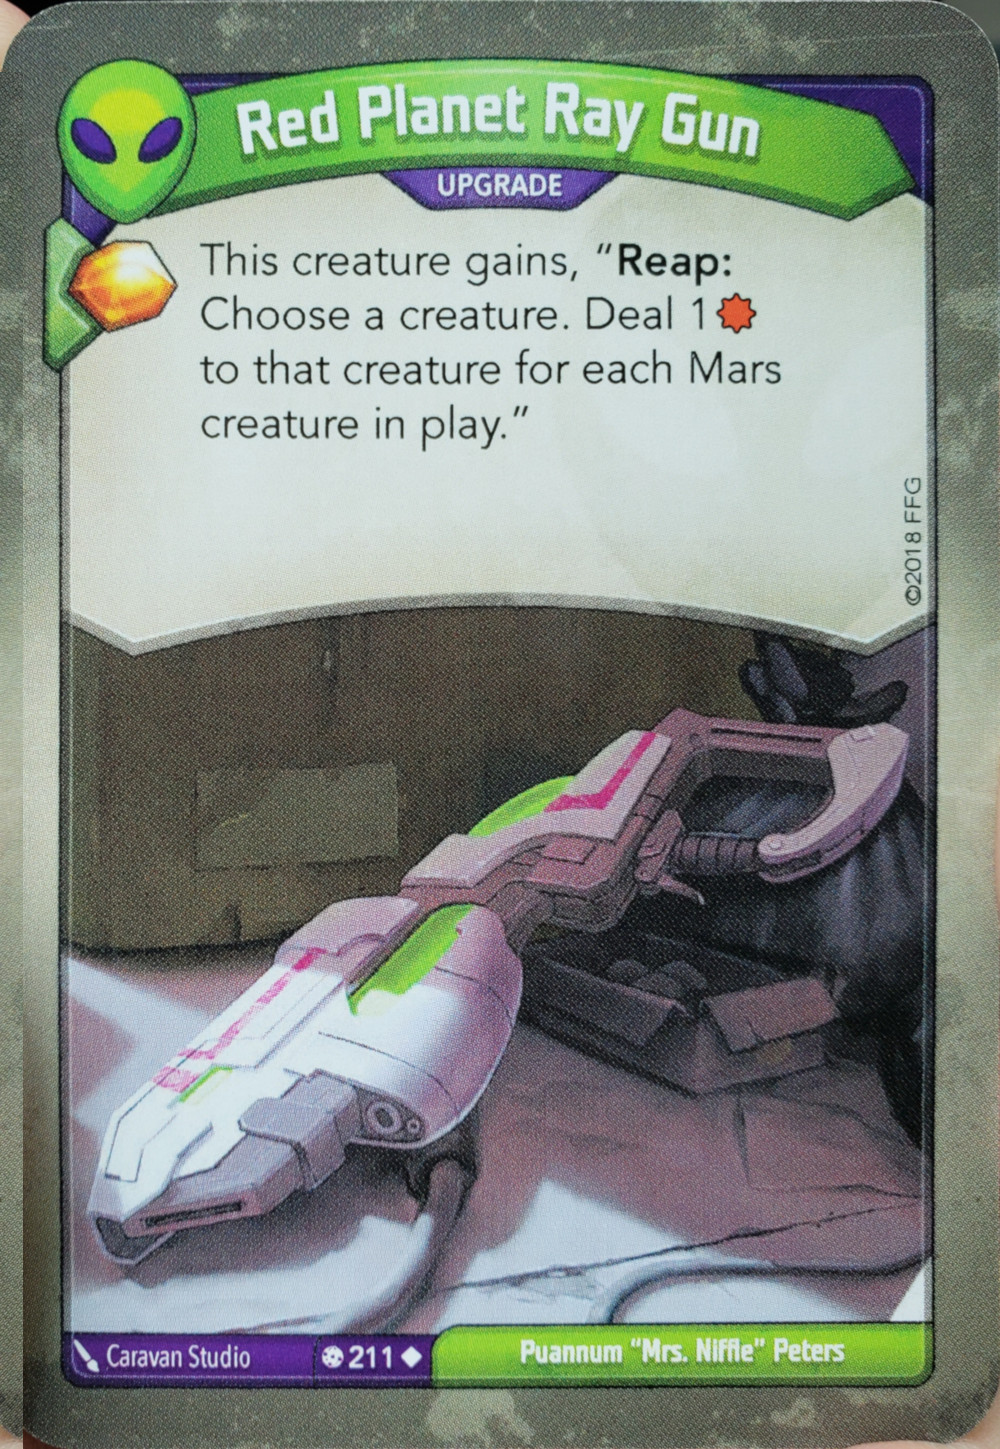 Red Planet Ray Gun
UPGRADE
This creature gains, “Reap:
Choose a creature. Deal 1
to that creature for each Mars
creature in play.”
©2018 FFG
Caravan Studio
211
Puannum “Mrs. Niffle” Peters